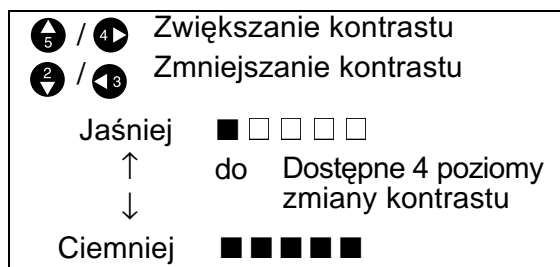 5 / 4 Zwiększanie kontrastu
2 / 3 Zmniejszanie kontrastu
Jaśniej ■□□□□
↑ do Dostępne 4 poziomy
↓ zmiany kontrastu
Ciemniej ■■■■■